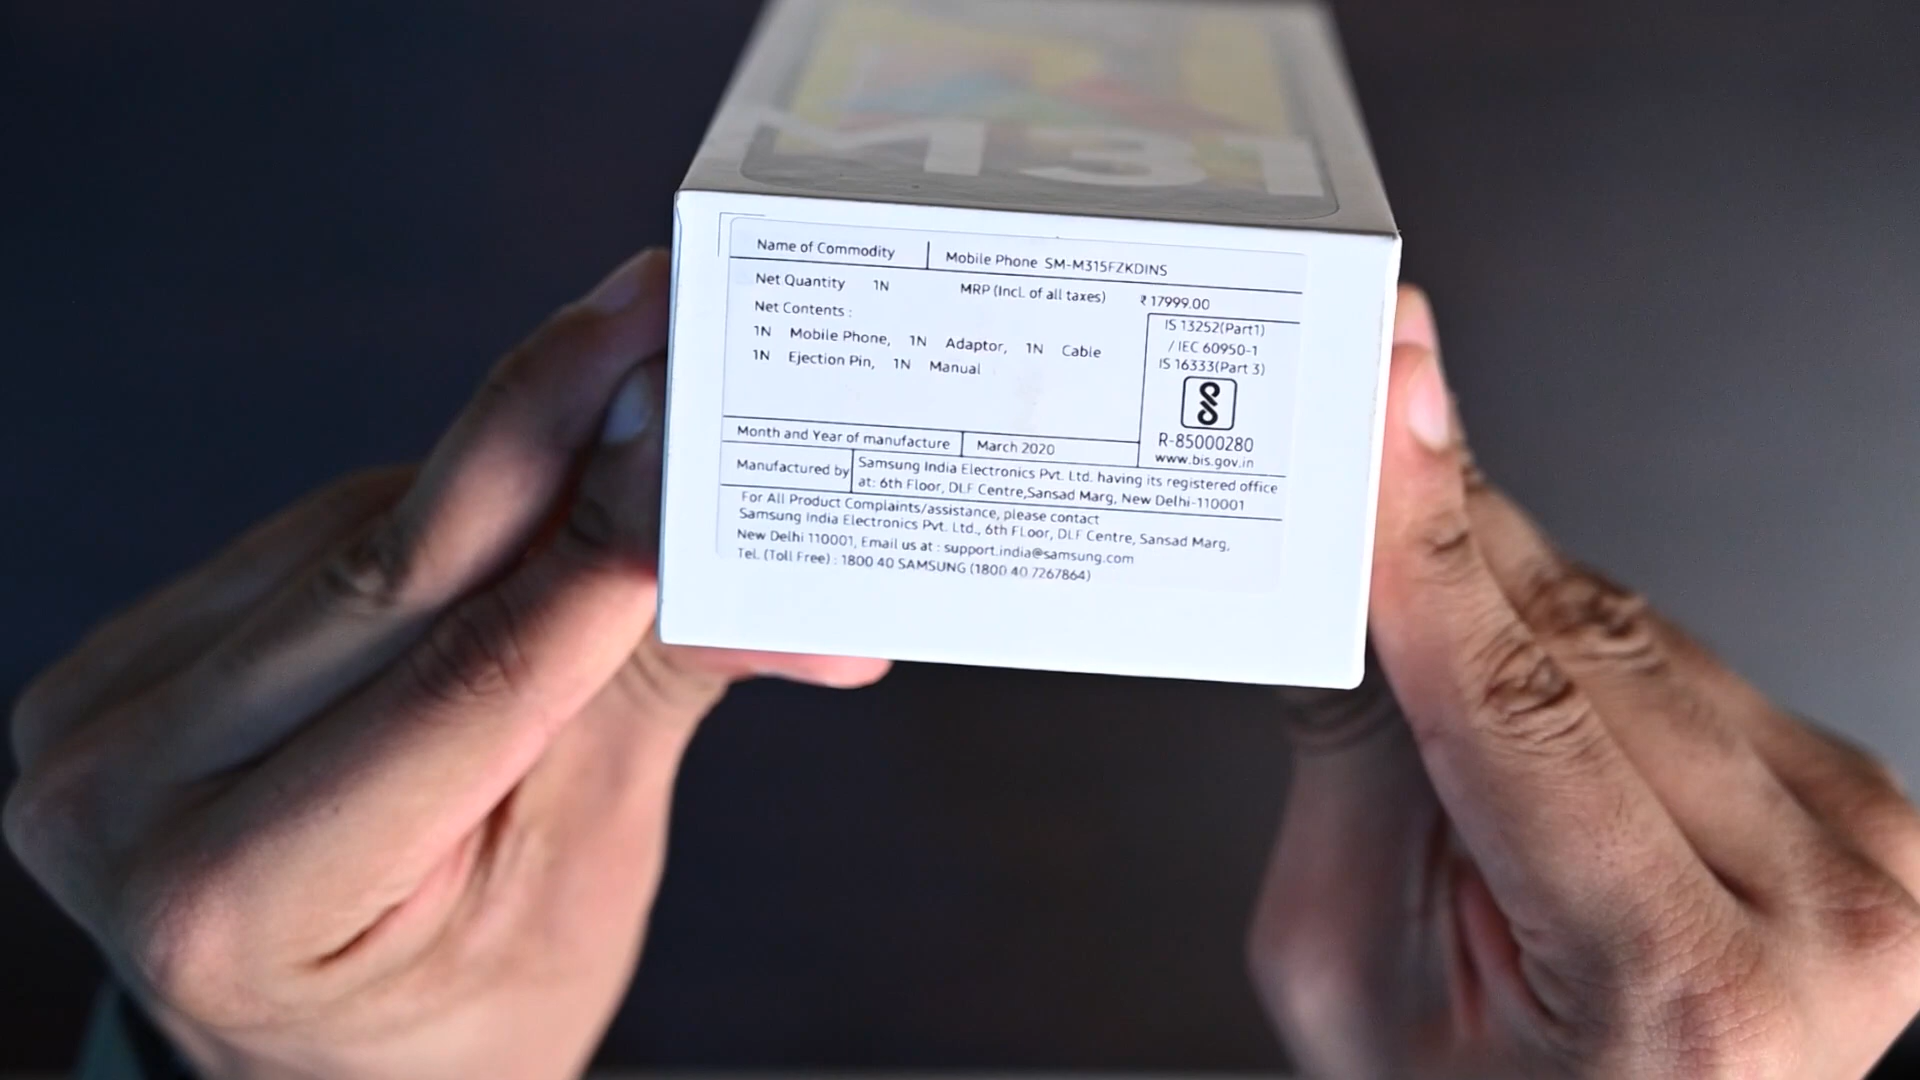 M31
Name of Commodity Mobile Phone SM-M315FZKDINS
Net Quantity 1N MRP (Incl. of all taxes) ₹ 17999.00
Net Contents :
1N Mobile Phone, 1N Adaptor, 1N Cable
1N Ejection Pin, 1N Manual
IS 13252(Part1)
/ IEC 60950-1
IS 16333(Part 3)
R-85000280
www.bis.gov.in
Month and Year of manufacture March 2020
Manufactured by Samsung India Electronics Pvt. Ltd. having its registered office
at: 6th Floor, DLF Centre,Sansad Marg, New Delhi-110001
For All Product Complaints/assistance, please contact
Samsung India Electronics Pvt. Ltd., 6th FLoor, DLF Centre, Sansad Marg,
New Delhi 110001, Email us at : support.india@samsung.com
Tel. (Toll Free) : 1800 40 SAMSUNG (1800 40 7267864)